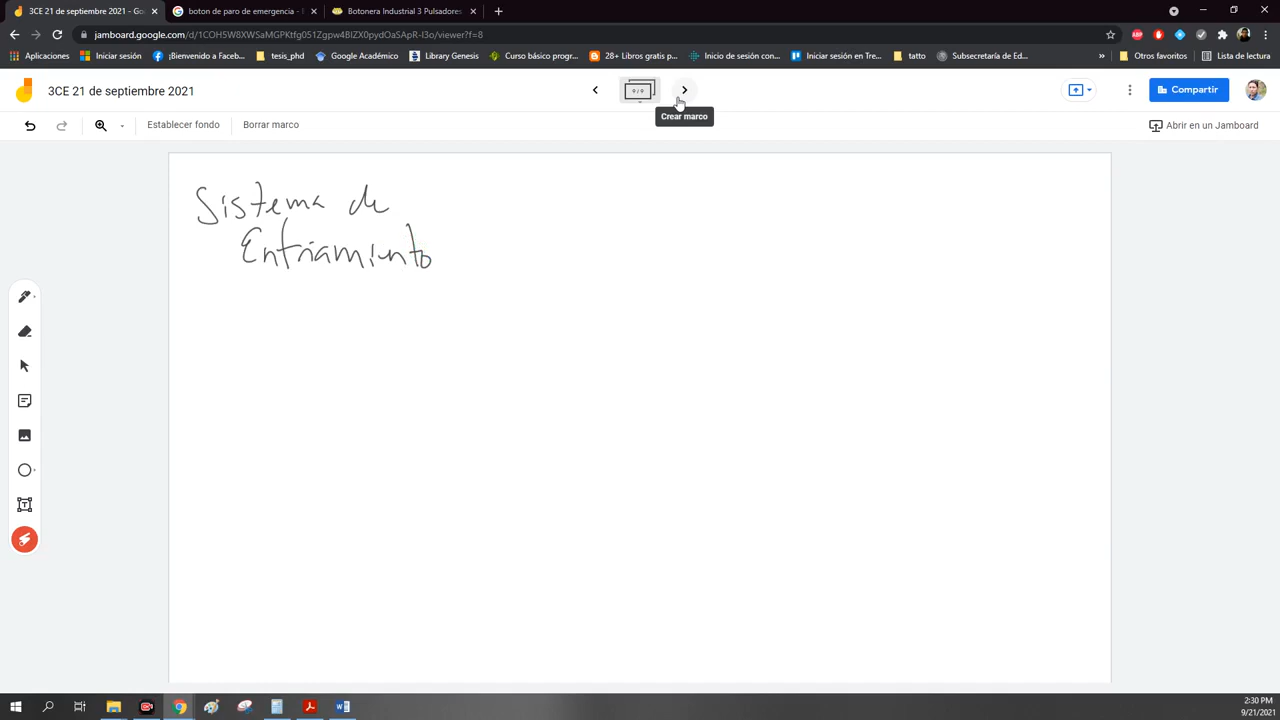 3CE 21 de septiembre 2021 - Go
boton de paro de emergencia -
Botonera Industrial 3 Pulsadores
jamboard.google.com/d/1COH5W8XWSaMGPKtfg051Zgpw4BIZX0pydOaSApR-I3o/viewer?f=8
Aplicaciones
Iniciar sesión
Bienvenido a Faceb...
tesis_phd
Google Académico
Library Genesis
Curso básico progr...
28+ Libros gratis p...
Inicio de sesión con...
Iniciar sesión en Tre...
tatto
Subsecretaría de Ed...
»
Otros favoritos
Lista de lectura
3CE 21 de septiembre 2021
Compartir
Crear marco
Establecer fondo
Borrar marco
Abrir en un Jamboard
Sistema de
Enfriamiento
2:30 PM
9/21/2021